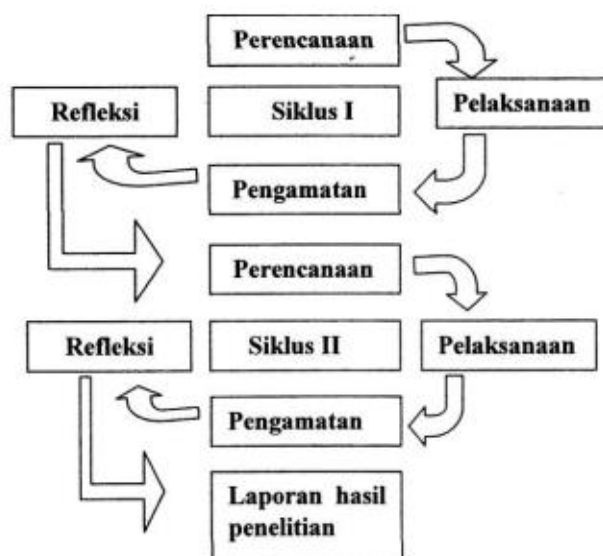 Perencanaan
Refleksi
Siklus I
Pelaksanaan
Pengamatan
Perencanaan
Refleksi
Siklus II
Pelaksanaan
Pengamatan
Laporan hasil
penelitian